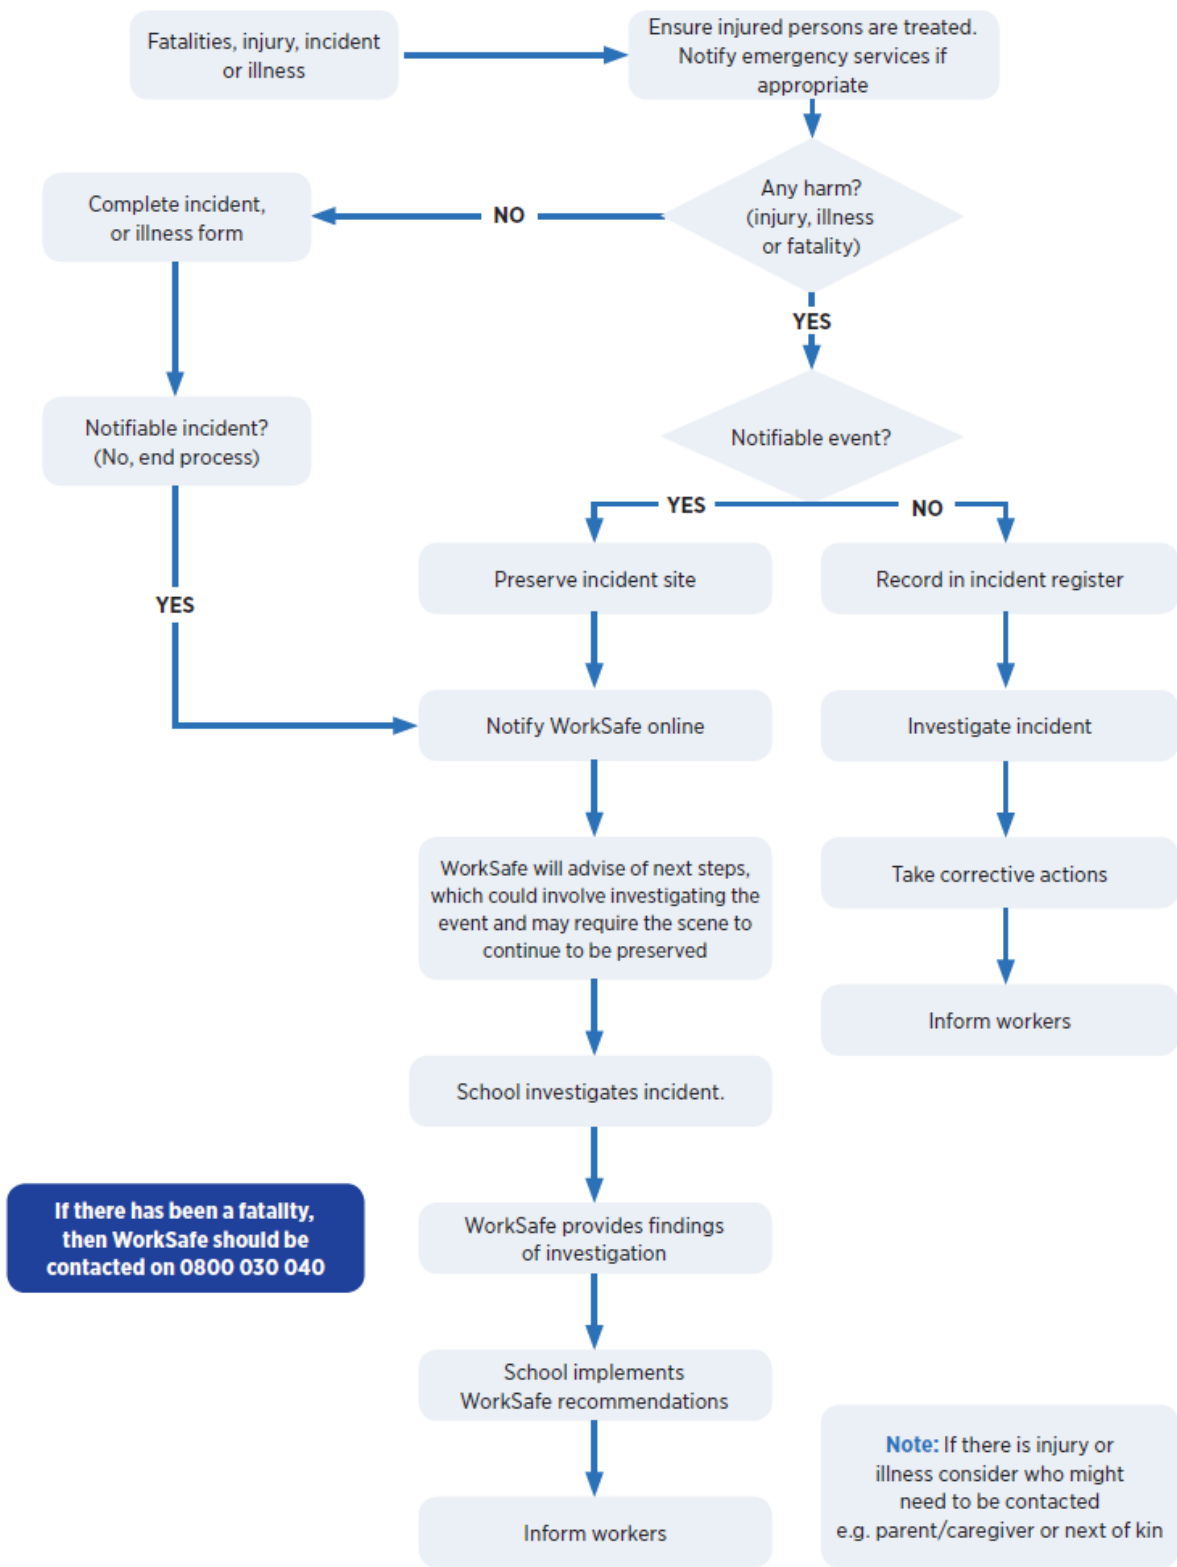 Fatalities, injury, incident
or illness
Ensure injured persons are treated.
Notify emergency services if
appropriate
Any harm?
(injury, illness
or fatality)
NO
Complete incident,
or illness form
YES
Notifiable incident?
(No, end process)
Notifiable event?
YES
NO
Preserve incident site
Record in incident register
YES
Notify WorkSafe online
Investigate incident
WorkSafe will advise of next steps,
which could involve investigating the
event and may require the scene to
continue to be preserved
Take corrective actions
Inform workers
School investigates incident.
If there has been a fatality,
then WorkSafe should be
contacted on 0800 030 040
WorkSafe provides findings
of investigation
School implements
WorkSafe recommendations
Note: If there is injury or
illness consider who might
need to be contacted
e.g. parent/caregiver or next of kin
Inform workers